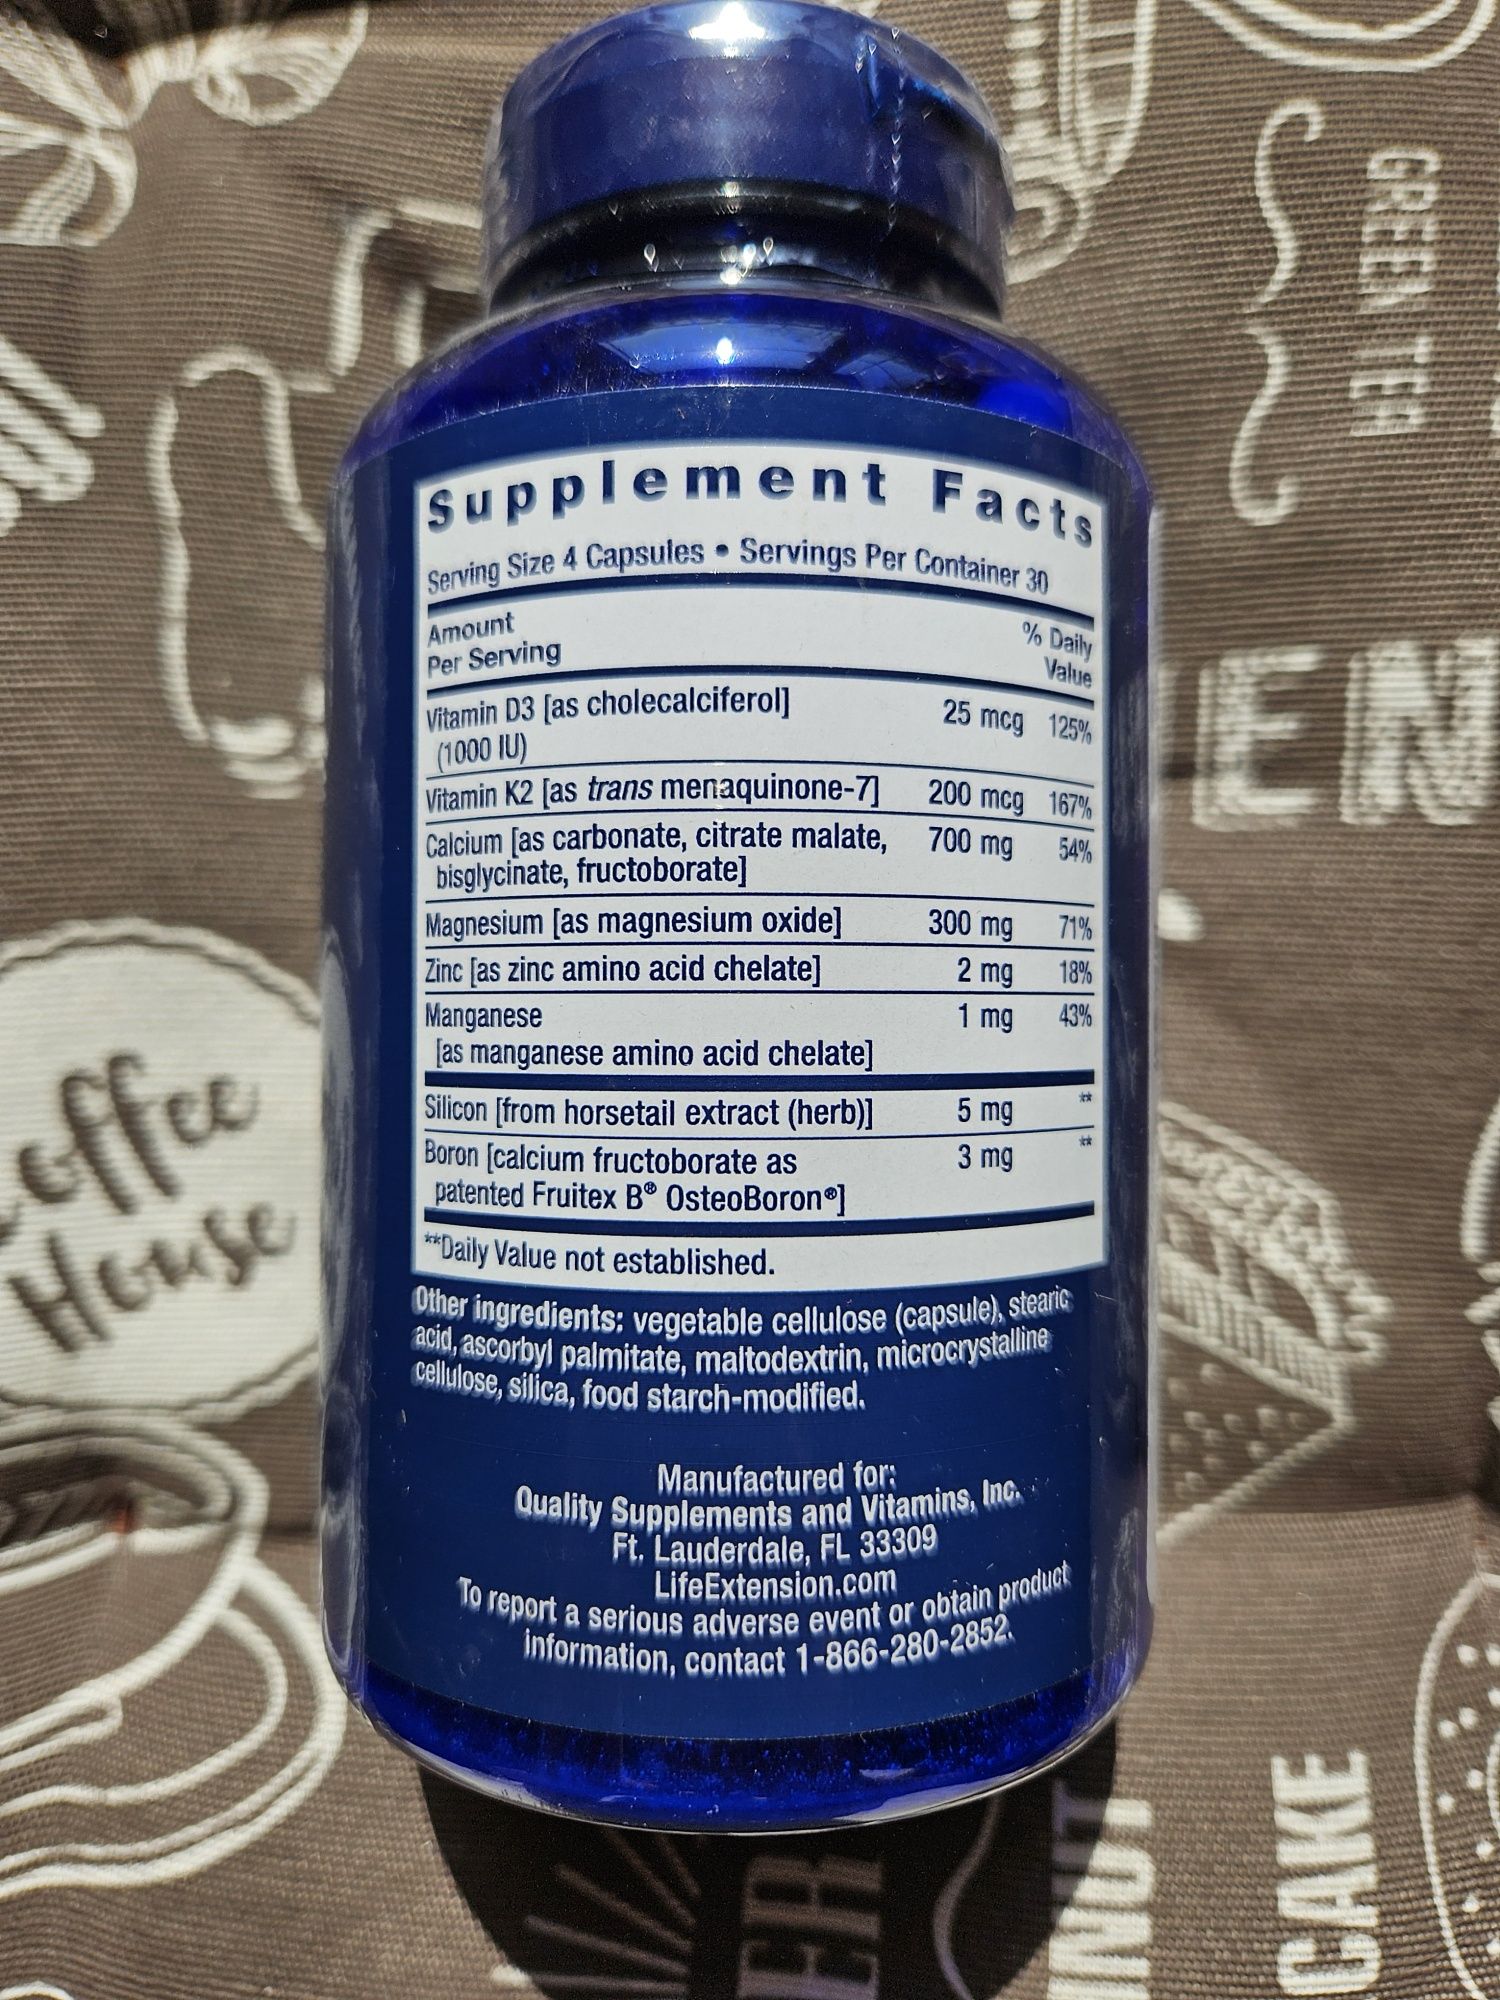 Supplement Facts
Serving Size 4 Capsules • Servings Per Container 30
Amount
Per Serving
% Daily
Value
Vitamin D3 [as cholecalciferol] 25 mcg 125%
(1000 IU)
Vitamin K2 [as trans menaquinone-7] 200 mcg 167%
Calcium [as carbonate, citrate malate, 700 mg 54%
bisglycinate, fructoborate]
Magnesium [as magnesium oxide] 300 mg 71%
Zinc [as zinc amino acid chelate] 2 mg 18%
Manganese 1 mg 43%
[as manganese amino acid chelate]
Silicon [from horsetail extract (herb)] 5 mg **
Boron [calcium fructoborate as 3 mg **
patented Fruitex B® OsteoBoron®]
**Daily Value not established.
Other ingredients: vegetable cellulose (capsule), stearic
acid, ascorbyl palmitate, maltodextrin, microcrystalline
cellulose, silica, food starch-modified.
Manufactured for:
Quality Supplements and Vitamins, Inc.
Ft. Lauderdale, FL 33309
LifeExtension.com
To report a serious adverse event or obtain product
information, contact 1-866-280-2852.
GREEN TEA
House
CAKE